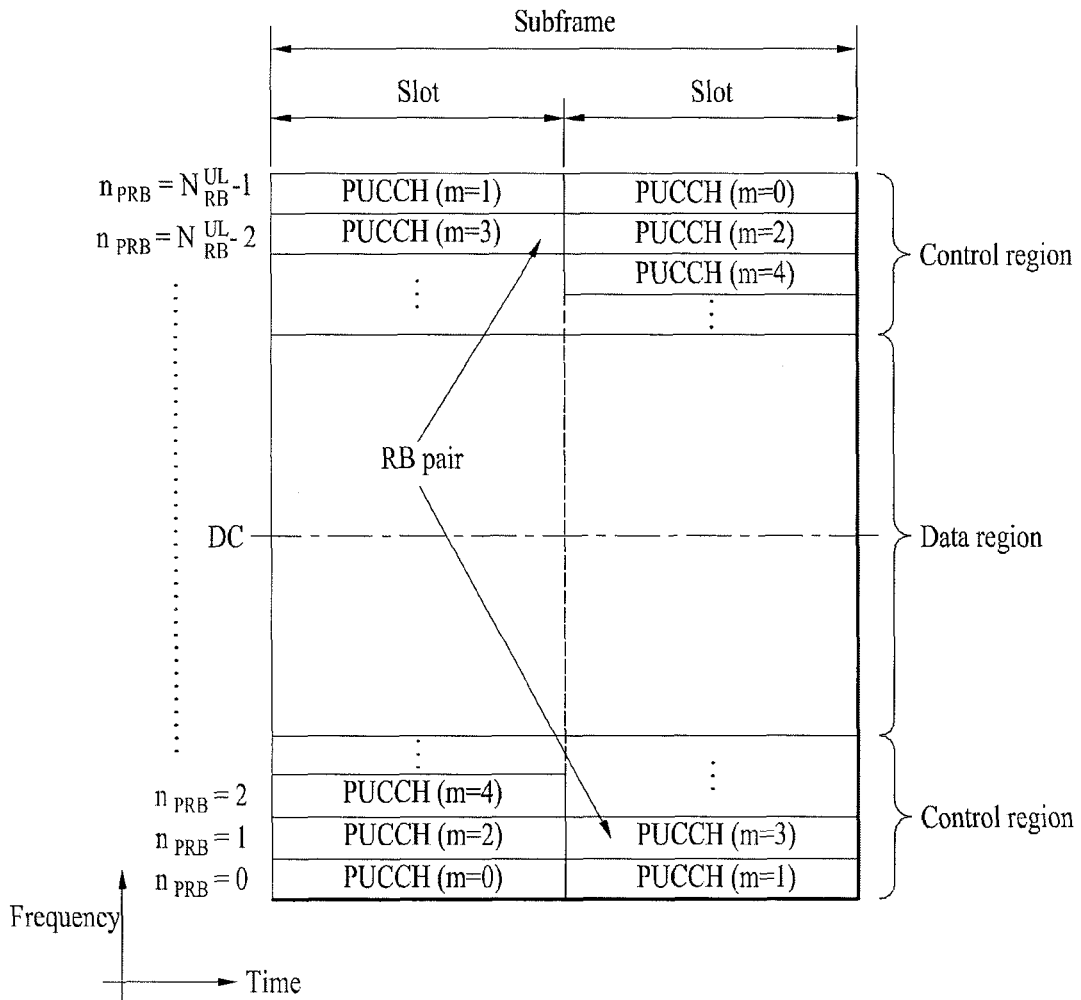 Subframe
Slot Slot
n PRB = N UL RB -1 PUCCH (m=1) PUCCH (m=0)
n PRB = N UL RB - 2 PUCCH (m=3) PUCCH (m=2)
PUCCH (m=4)
Control region
RB pair
DC
Data region
n PRB = 2 PUCCH (m=4)
n PRB = 1 PUCCH (m=2) PUCCH (m=3)
n PRB = 0 PUCCH (m=0) PUCCH (m=1)
Control region
Frequency
Time